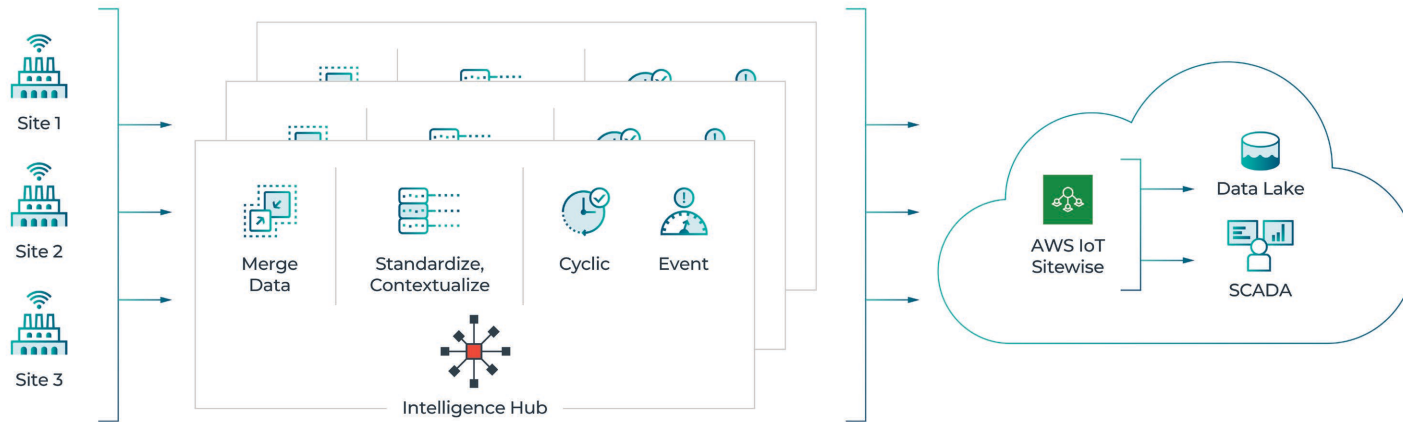 Site 1
Site 2
Site 3
Merge
Data
Standardize,
Contextualize
Cyclic
Event
Intelligence Hub
AWS IoT
Sitewise
Data Lake
SCADA